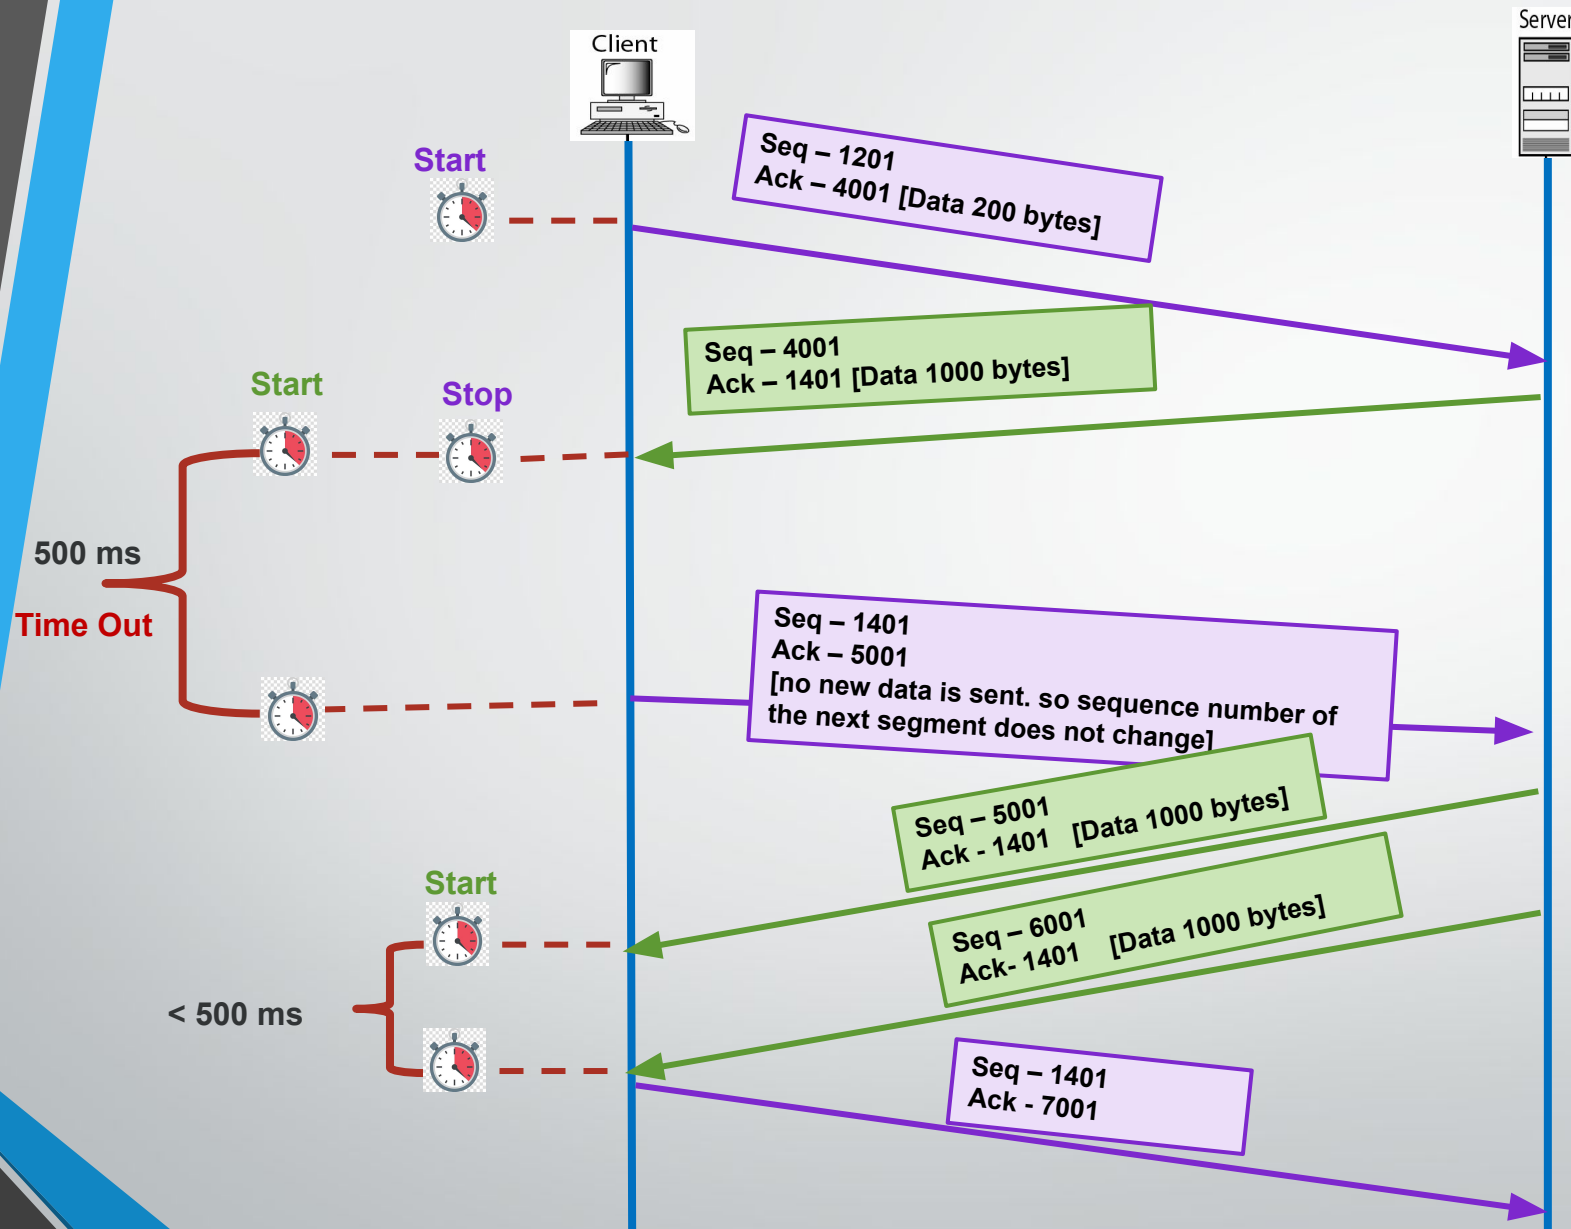 Client
Server
Start
Seq – 1201
Ack – 4001 [Data 200 bytes]
Seq – 4001
Ack – 1401 [Data 1000 bytes]
Start
Stop
500 ms
Time Out
Seq – 1401
Ack – 5001
[no new data is sent. so sequence number of
the next segment does not change]
Seq – 5001
Ack - 1401 [Data 1000 bytes]
Start
Seq – 6001
Ack- 1401 [Data 1000 bytes]
< 500 ms
Seq – 1401
Ack - 7001